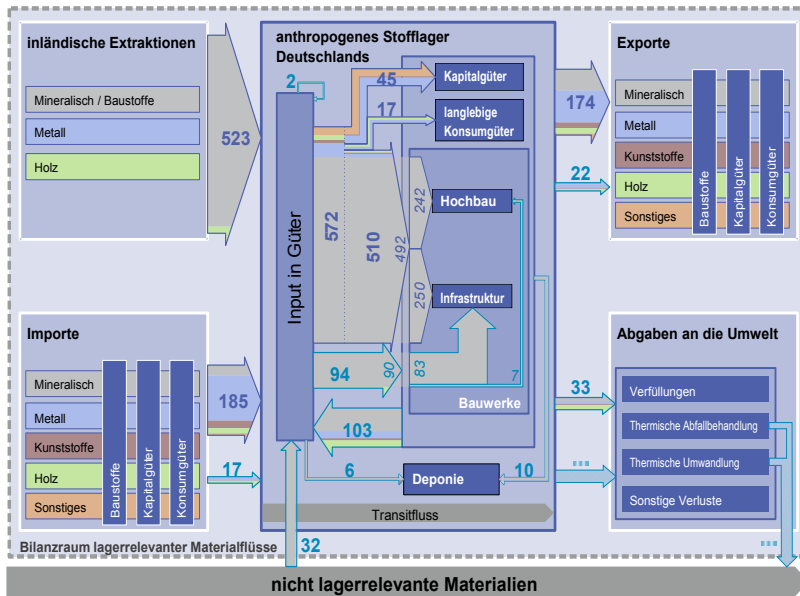 inländische Extraktionen
Mineralisch / Baustoffe
Metall
Holz
523
anthropogenes Stofflager
Deutschlands
2
45
17
Kapitalgüter
langlebige
Konsumgüter
Input in Güter
572
510
492
242
250
Hochbau
Infrastruktur
94
90
83
7
Bauwerke
103
6
Deponie
10
Transitfluss
174
22
Exporte
Mineralisch
Metall
Kunststoffe
Holz
Sonstiges
Baustoffe
Kapitalgüter
Konsumgüter
Importe
Mineralisch
Metall
Kunststoffe
Holz
Sonstiges
Baustoffe
Kapitalgüter
Konsumgüter
185
17
33
Abgaben an die Umwelt
Verfüllungen
Thermische Abfallbehandlung
Thermische Umwandlung
Sonstige Verluste
Bilanzraum lagerrelevanter Materialflüsse
32
nicht lagerrelevante Materialien